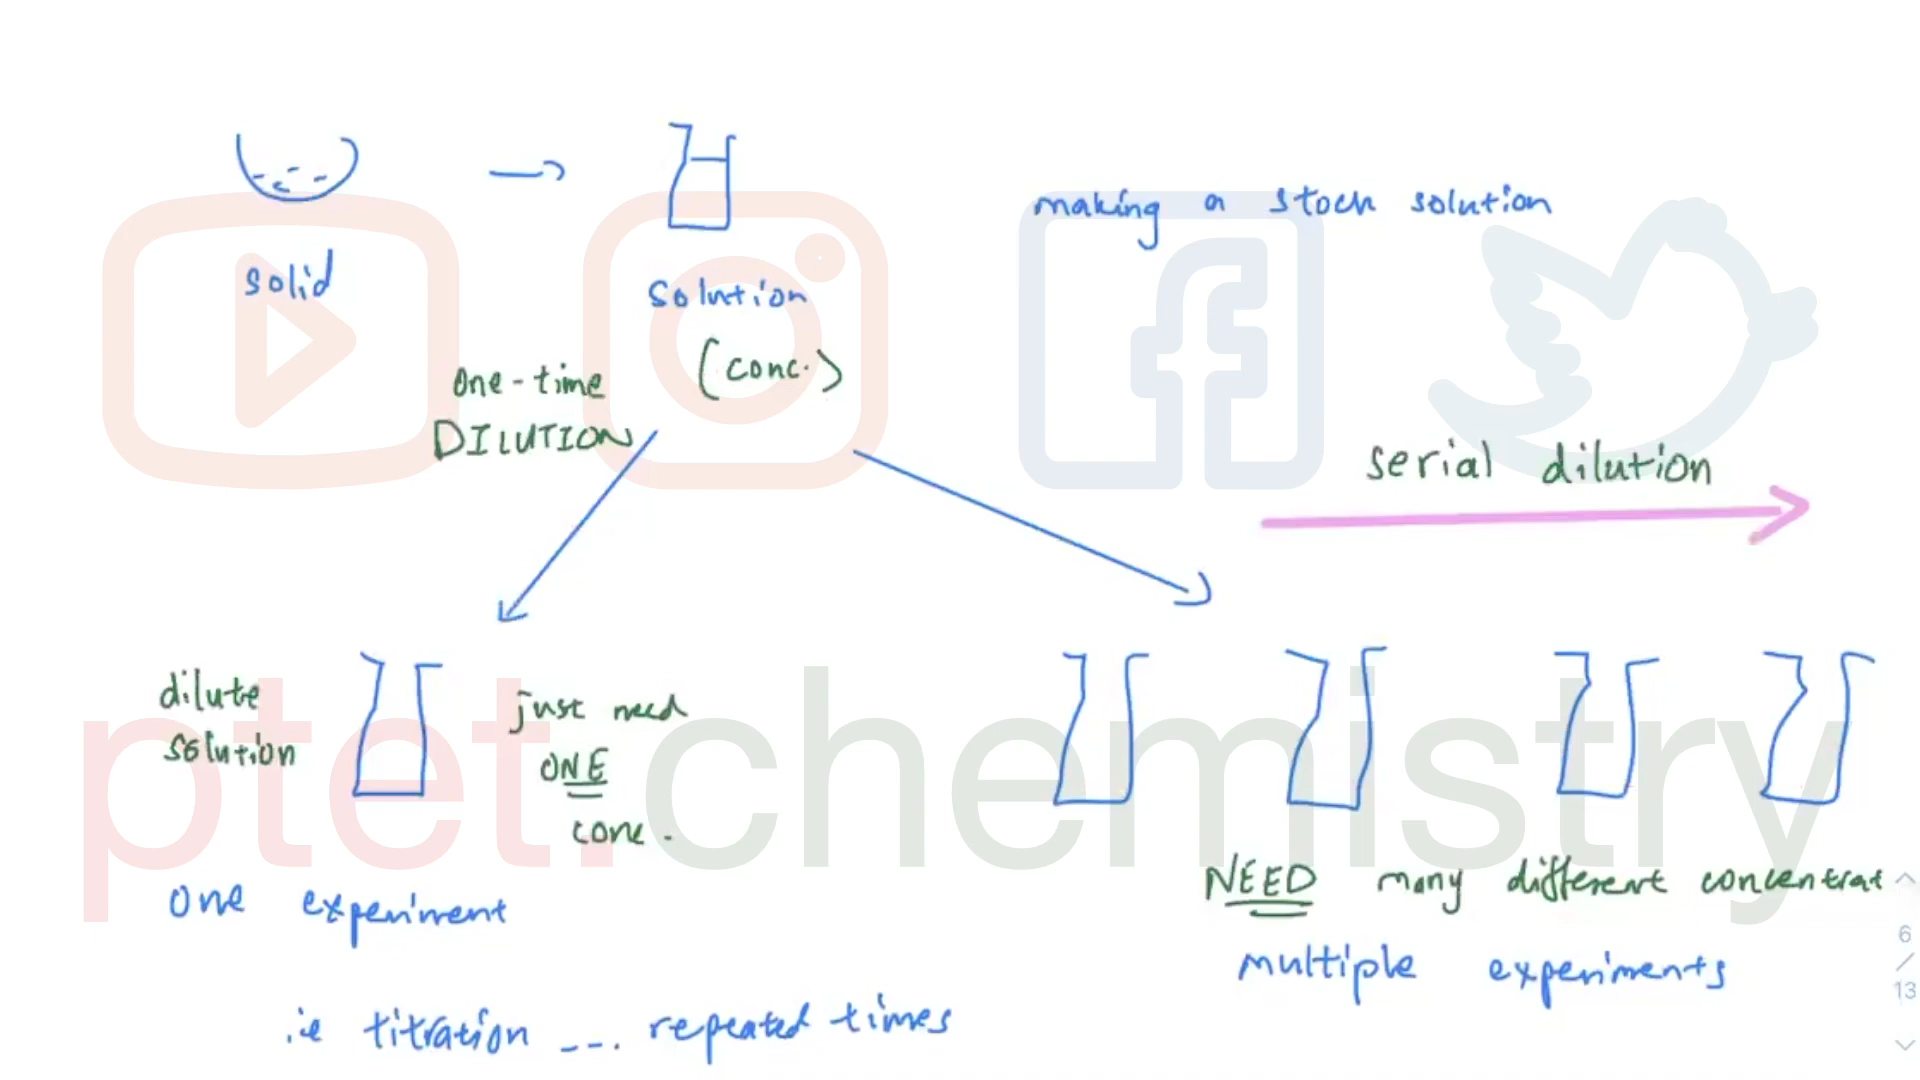 making a stock solution
solid
solution
(conc.)
one-time
DILUTION
serial dilution
dilute
solution
just need
ONE
conc.
ptet.chemistry
one experiment
i.e titration ---. repeated times
NEED many different concentrat
multiple experiments
6
/
13